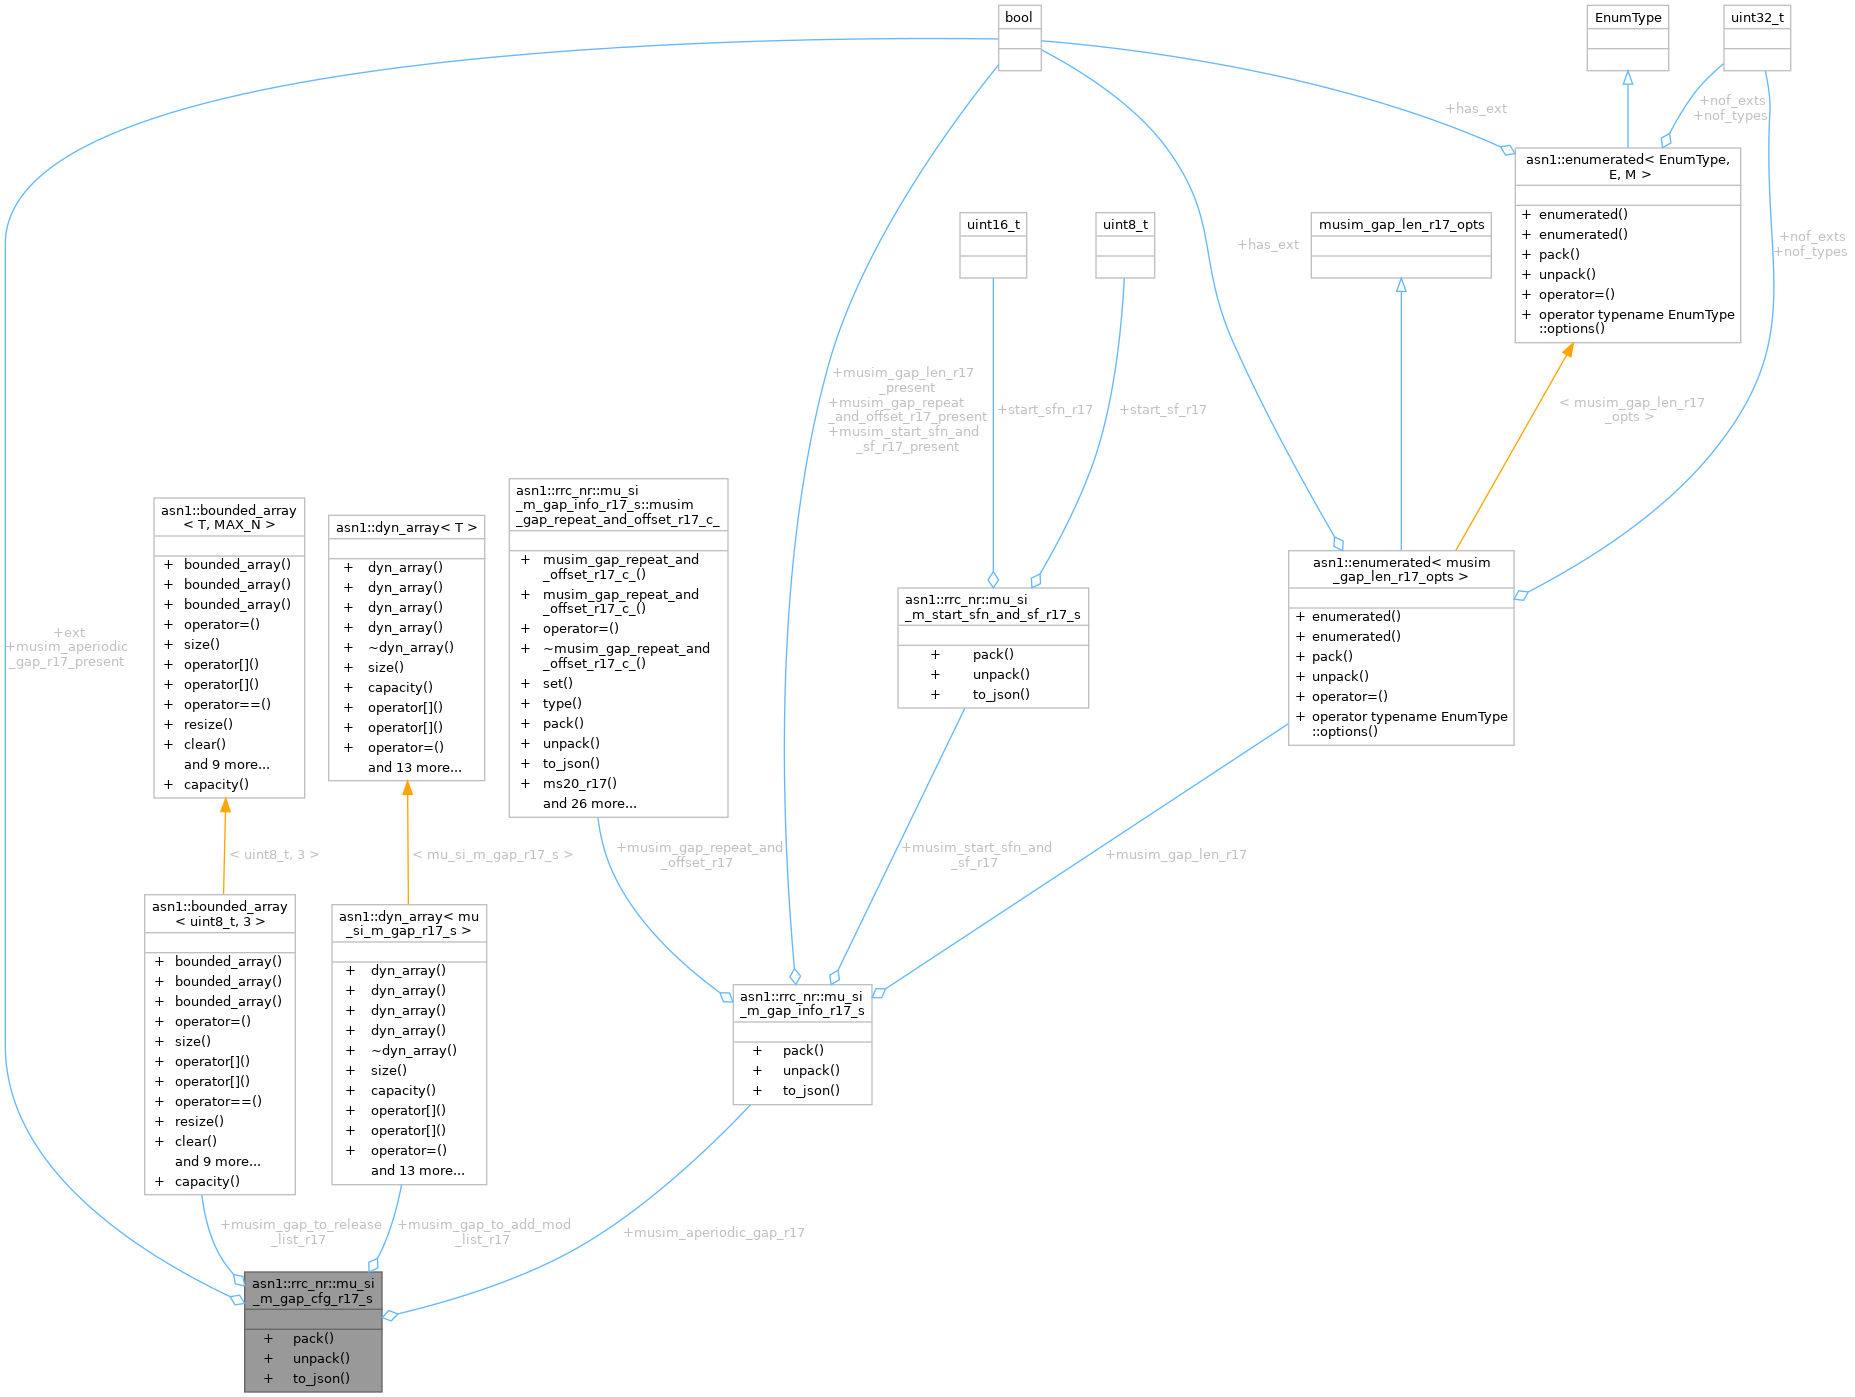 bool
EnumType
uint32_t
+has_ext
+nof_exts
+nof_types
asn1::enumerated< EnumType,
E, M >
+ enumerated()
+ enumerated()
+ pack()
+ unpack()
+ operator=()
+ operator typename EnumType
::options()
uint16_t
uint8_t
musim_gap_len_r17_opts
+has_ext
+nof_exts
+nof_types
+musim_gap_len_r17
_present
+musim_gap_repeat
_and_offset_r17_present
+musim_start_sfn_and
_sf_r17_present
+start_sfn_r17
+start_sf_r17
< musim_gap_len_r17
_opts >
asn1::bounded_array
< T, MAX_N >
+ bounded_array()
+ bounded_array()
+ bounded_array()
+ operator=()
+ size()
+ operator[]()
+ operator[]()
+ operator==()
+ resize()
+ clear()
and 9 more...
+ capacity()
asn1::dyn_array< T >
+ dyn_array()
+ dyn_array()
+ dyn_array()
+ dyn_array()
+ ~dyn_array()
+ size()
+ capacity()
+ operator[]()
+ operator[]()
+ operator=()
and 13 more...
asn1::rrc_nr::mu_si
_m_gap_info_r17_s::musim
_gap_repeat_and_offset_r17_c_
+ musim_gap_repeat_and
_offset_r17_c_()
+ musim_gap_repeat_and
_offset_r17_c_()
+ operator=()
+ ~musim_gap_repeat_and
_offset_r17_c_()
+ set()
+ type()
+ pack()
+ unpack()
+ to_json()
+ ms20_r17()
and 26 more...
asn1::rrc_nr::mu_si
_m_start_sfn_and_sf_r17_s
+ pack()
+ unpack()
+ to_json()
asn1::enumerated< musim
_gap_len_r17_opts >
+ enumerated()
+ enumerated()
+ pack()
+ unpack()
+ operator=()
+ operator typename EnumType
::options()
+ext
+musim_aperiodic
_gap_r17_present
< uint8_t, 3 >
< mu_si_m_gap_r17_s >
+musim_gap_repeat_and
_offset_r17
+musim_start_sfn_and
_sf_r17
+musim_gap_len_r17
asn1::bounded_array
< uint8_t, 3 >
+ bounded_array()
+ bounded_array()
+ bounded_array()
+ operator=()
+ size()
+ operator[]()
+ operator[]()
+ operator==()
+ resize()
+ clear()
and 9 more...
+ capacity()
asn1::dyn_array< mu
_si_m_gap_r17_s >
+ dyn_array()
+ dyn_array()
+ dyn_array()
+ dyn_array()
+ ~dyn_array()
+ size()
+ capacity()
+ operator[]()
+ operator[]()
+ operator=()
and 13 more...
asn1::rrc_nr::mu_si
_m_gap_info_r17_s
+ pack()
+ unpack()
+ to_json()
+musim_gap_to_release
_list_r17
+musim_gap_to_add_mod
_list_r17
+musim_aperiodic_gap_r17
asn1::rrc_nr::mu_si
_m_gap_cfg_r17_s
+ pack()
+ unpack()
+ to_json()